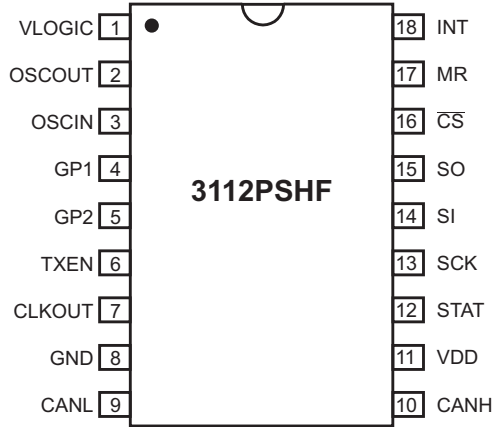 VLOGIC 1 18 INT
OSCOUT 2 17 MR
OSCIN 3 16 C̅S̅
GP1 4 15 SO
3112PSHF
GP2 5 14 SI
TXEN 6 13 SCK
CLKOUT 7 12 STAT
GND 8 11 VDD
CANL 9 10 CANH